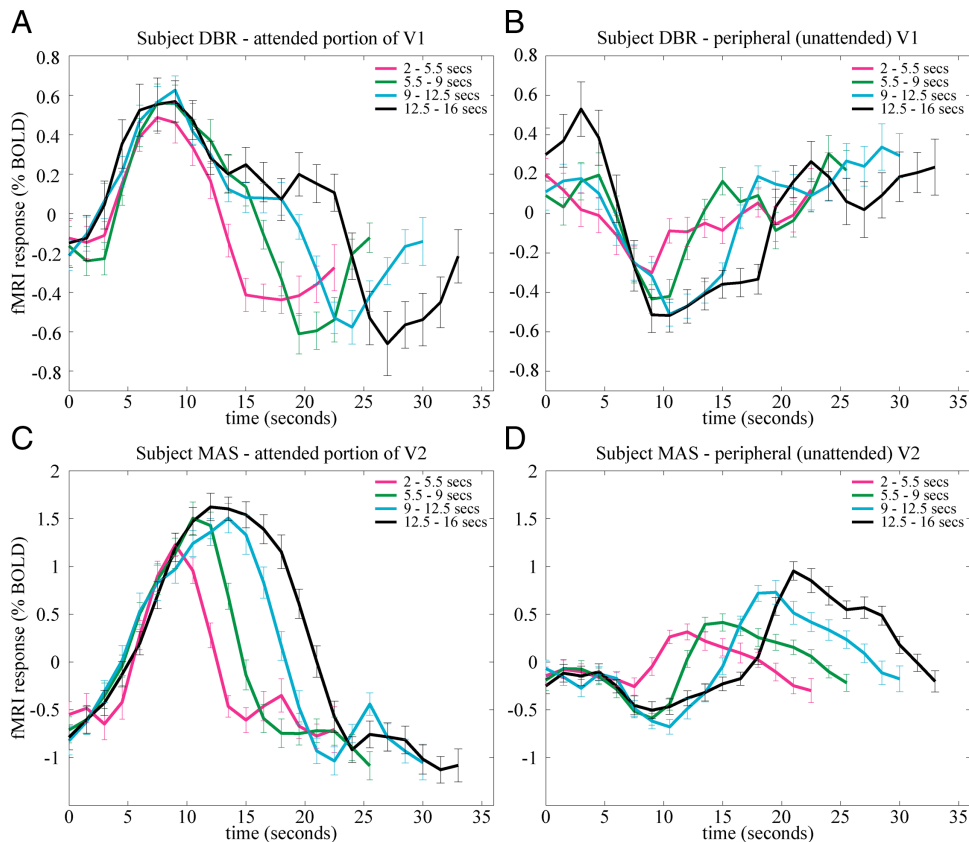 A
Subject DBR - attended portion of V1
2 - 5.5 secs
5.5 - 9 secs
9 - 12.5 secs
12.5 - 16 secs
0.8
0.6
0.4
0.2
0
-0.2
-0.4
-0.6
-0.8
fMRI response (% BOLD)
0 5 10 15 20 25 30 35
time (seconds)
B
Subject DBR - peripheral (unattended) V1
2 - 5.5 secs
5.5 - 9 secs
9 - 12.5 secs
12.5 - 16 secs
0.8
0.6
0.4
0.2
0
-0.2
-0.4
-0.6
-0.8
0 5 10 15 20 25 30 35
time (seconds)
C
Subject MAS - attended portion of V2
2 - 5.5 secs
5.5 - 9 secs
9 - 12.5 secs
12.5 - 16 secs
2
1.5
1
0.5
0
-0.5
-1
fMRI response (% BOLD)
0 5 10 15 20 25 30 35
time (seconds)
D
Subject MAS - peripheral (unattended) V2
2 - 5.5 secs
5.5 - 9 secs
9 - 12.5 secs
12.5 - 16 secs
2
1.5
1
0.5
0
-0.5
-1
0 5 10 15 20 25 30 35
time (seconds)